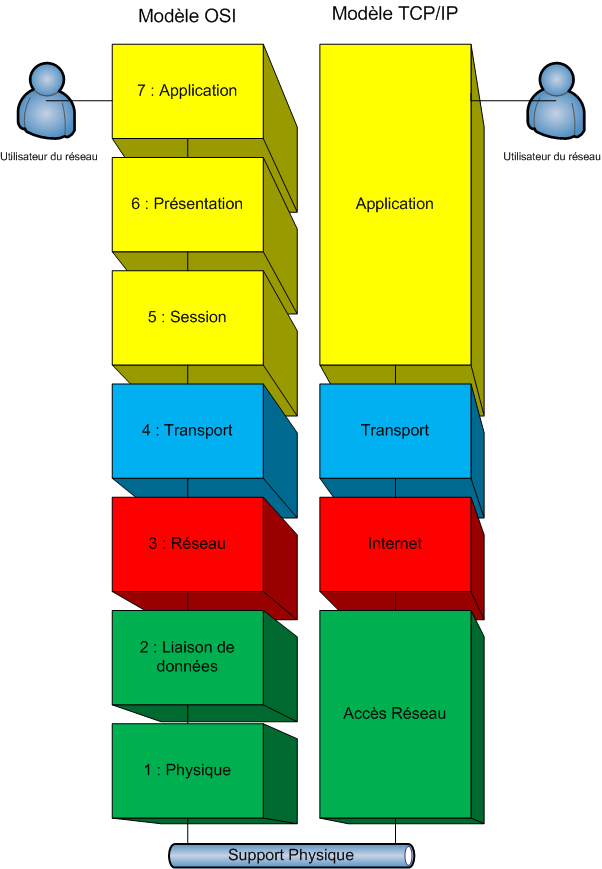 Modèle OSI
Modèle TCP/IP
7 : Application
Utilisateur du réseau
Utilisateur du réseau
6 : Présentation
Application
5 : Session
4 : Transport
Transport
3 : Réseau
Internet
2 : Liaison de
données
Accès Réseau
1 : Physique
Support Physique